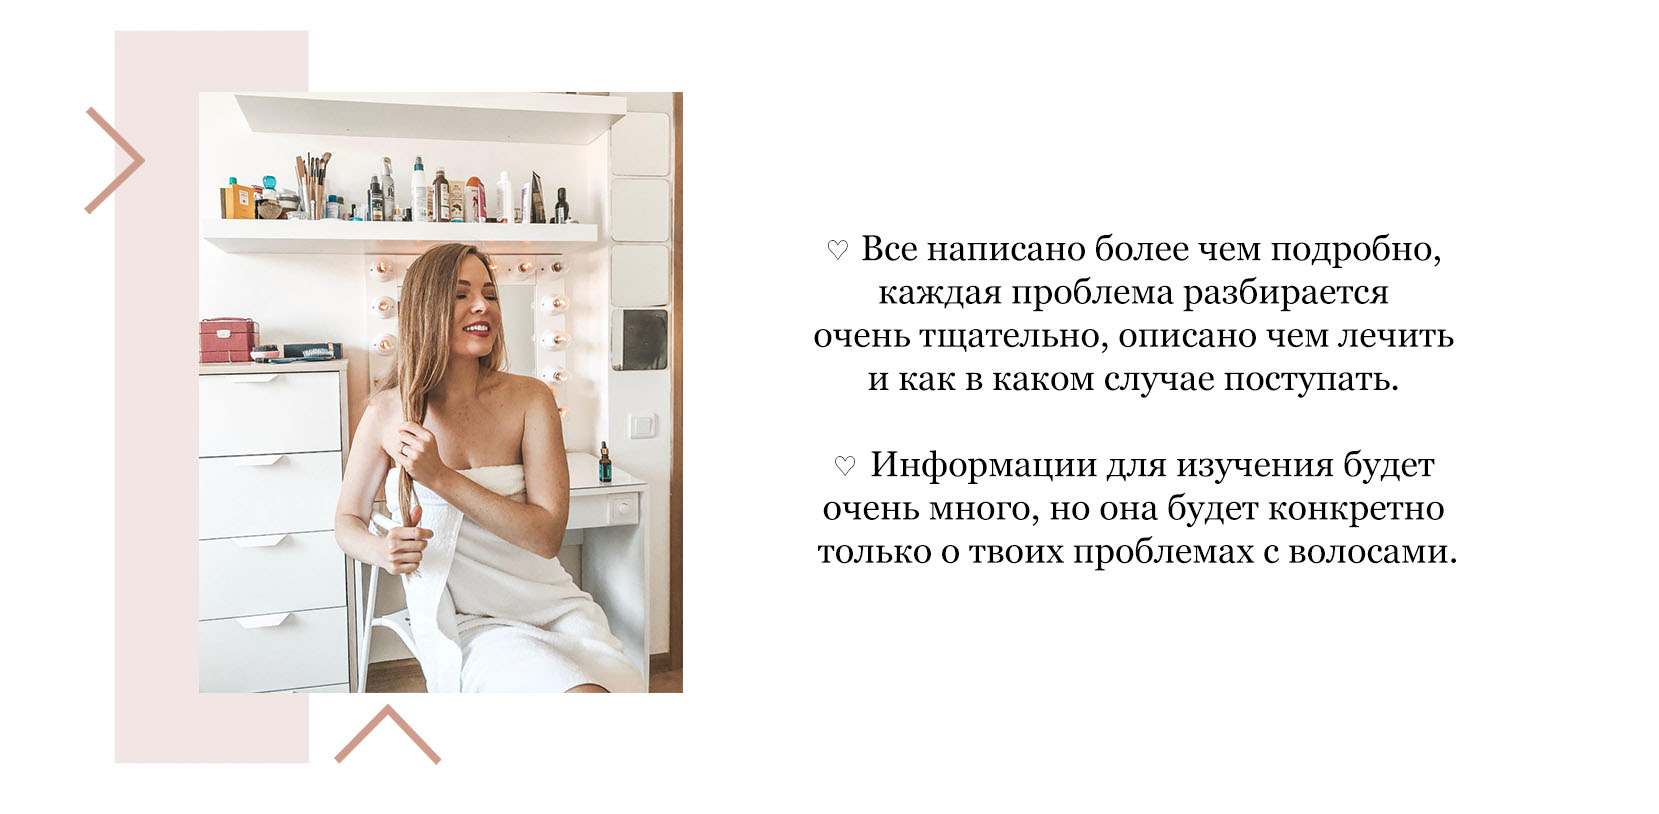 ♡ Все написано более чем подробно,
каждая проблема разбирается
очень тщательно, описано чем лечить
и как в каком случае поступать.
♡ Информации для изучения будет
очень много, но она будет конкретно
только о твоих проблемах с волосами.